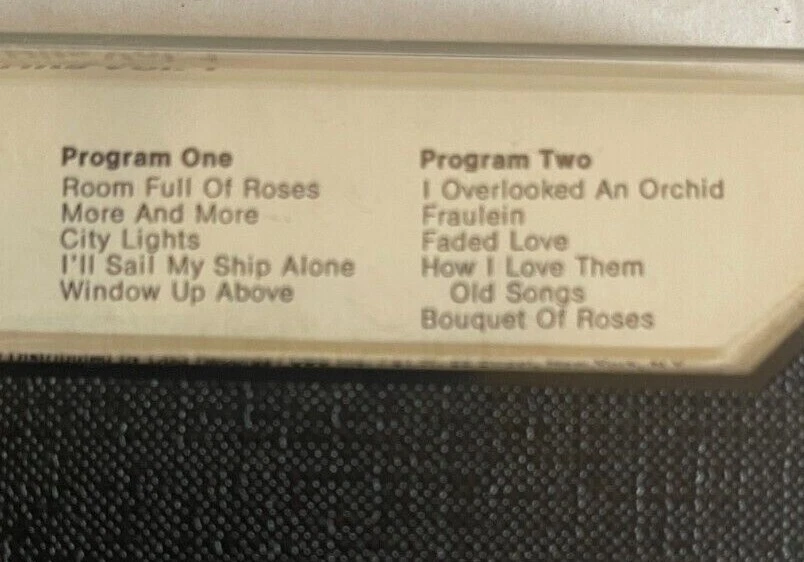 Program One
Room Full Of Roses
More And More
City Lights
I'll Sail My Ship Alone
Window Up Above
Program Two
I Overlooked An Orchid
Fraulein
Faded Love
How I Love Them
Old Songs
Bouquet Of Roses